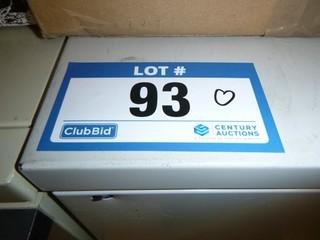 LOT #
93
ClubBid
CENTURY
AUCTIONS